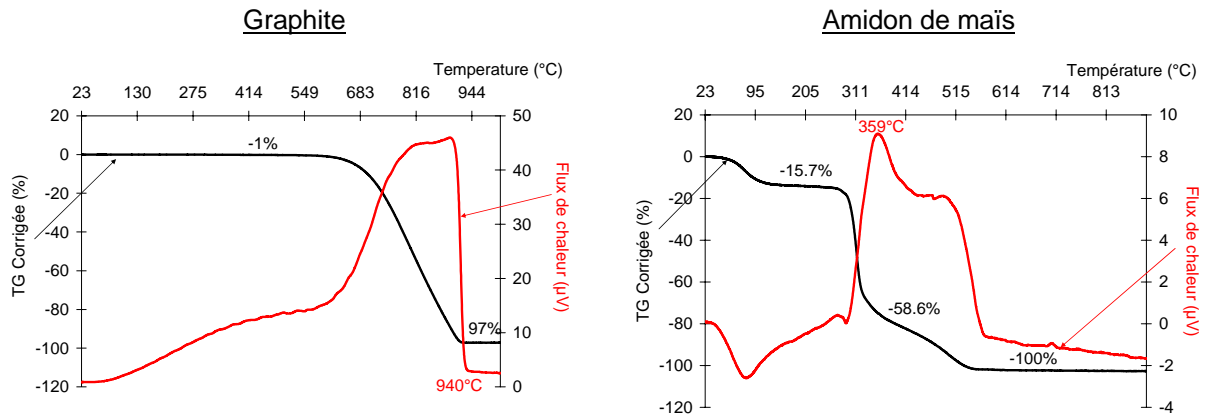 Graphite
Temperature (°C)
23 130 275 414 549 683 816 944
20 50
0 40
-20 30
-40 20
-60 10
-80 0
-100
-120
TG Corrigée (%)
Flux de chaleur (µV)
-1%
97%
940°C
Amidon de maïs
Température (°C)
23 95 205 311 414 515 614 714 813
20 10
0 8
-20 6
-40 4
-60 2
-80 0
-100 -2
-120 -4
TG Corrigée (%)
Flux de chaleur (µV)
359°C
-15.7%
-58.6%
-100%